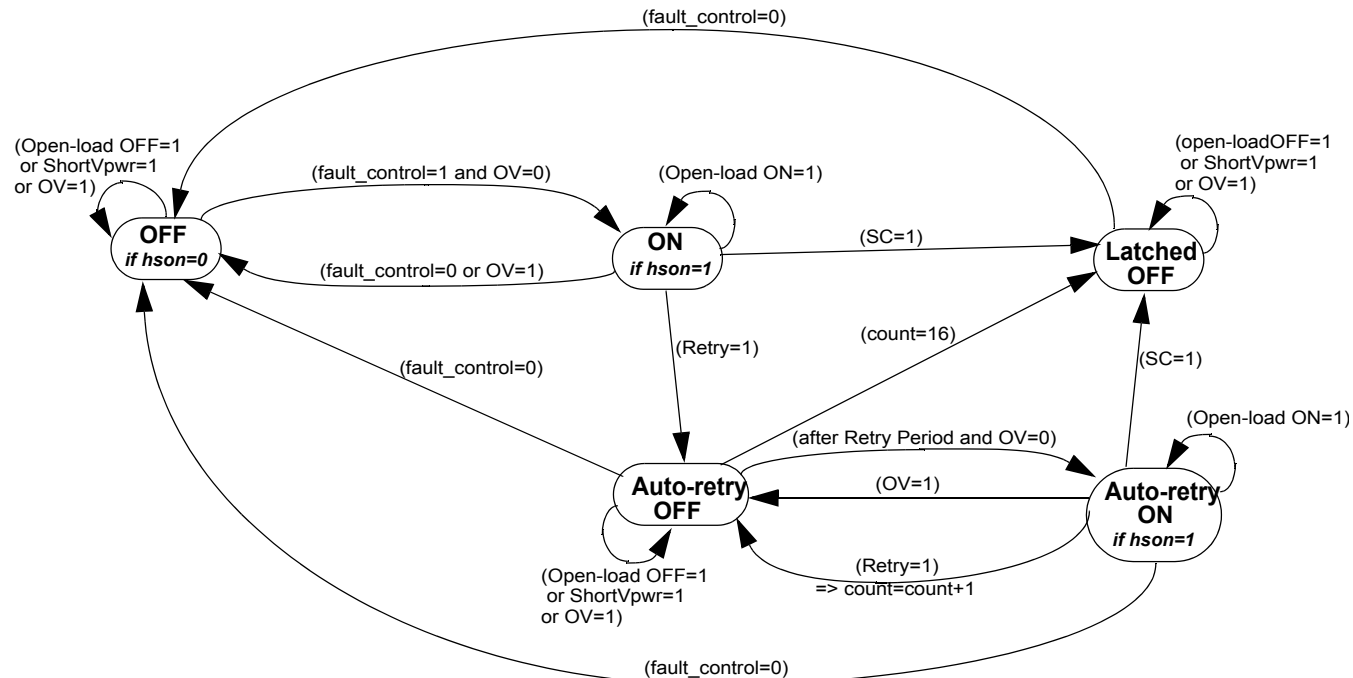 (fault_control=0)
(Open-load OFF=1
or ShortVpwr=1
or OV=1)
(fault_control=1 and OV=0)
(Open-load ON=1)
(open-loadOFF=1
or ShortVpwr=1
or OV=1)
OFF
if hson=0
(fault_control=0 or OV=1)
ON
if hson=1
(SC=1)
Latched
OFF
(Retry=1)
(count=16)
(fault_control=0)
(SC=1)
(Open-load ON=1)
(after Retry Period and OV=0)
Auto-retry
OFF
(OV=1)
Auto-retry
ON
if hson=1
(Open-load OFF=1
or ShortVpwr=1
or OV=1)
(Retry=1)
=> count=count+1
(fault_control=0)